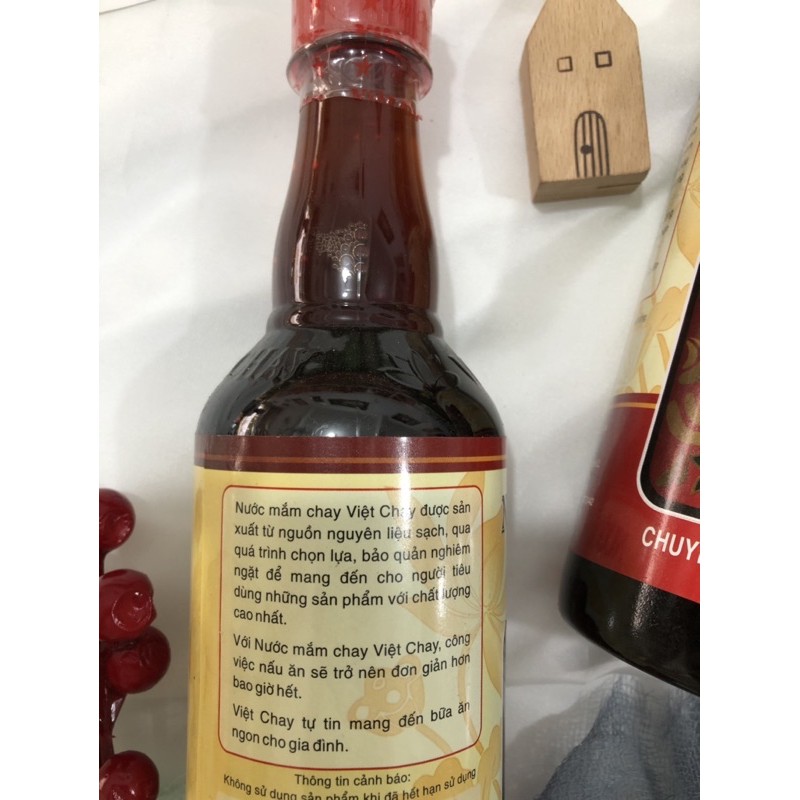 Nước mắm chay Việt Chay được sản
xuất từ nguồn nguyên liệu sạch, qua
quá trình chọn lựa, bảo quản nghiêm
ngặt để mang đến cho người tiêu
dùng những sản phẩm với chất lượng
cao nhất.
Với Nước mắm chay Việt Chay, công
việc nấu ăn sẽ trở nên đơn giản hơn
bao giờ hết.
Việt Chay tự tin mang đến bữa ăn
ngon cho gia đình.
Thông tin cảnh báo:
Không sử dụng sản phẩm khi đã hết hạn sử dụng
CHUY